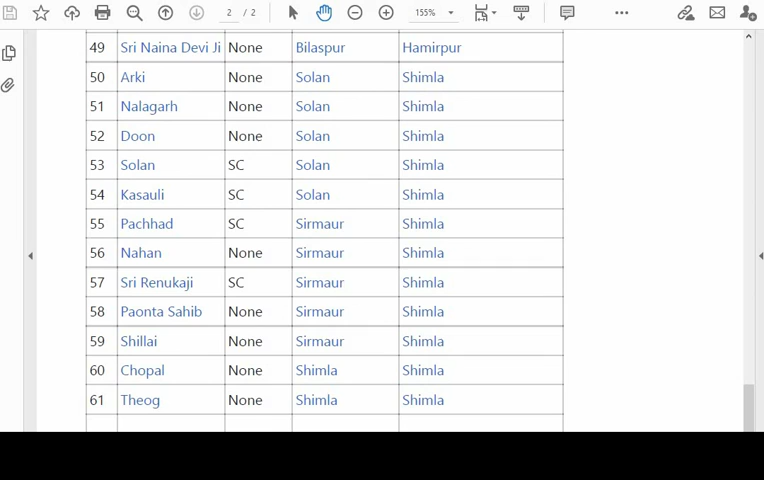 2 / 2 155%
49 Sri Naina Devi Ji None Bilaspur Hamirpur
50 Arki None Solan Shimla
51 Nalagarh None Solan Shimla
52 Doon None Solan Shimla
53 Solan SC Solan Shimla
54 Kasauli SC Solan Shimla
55 Pachhad SC Sirmaur Shimla
56 Nahan None Sirmaur Shimla
57 Sri Renukaji SC Sirmaur Shimla
58 Paonta Sahib None Sirmaur Shimla
59 Shillai None Sirmaur Shimla
60 Chopal None Shimla Shimla
61 Theog None Shimla Shimla